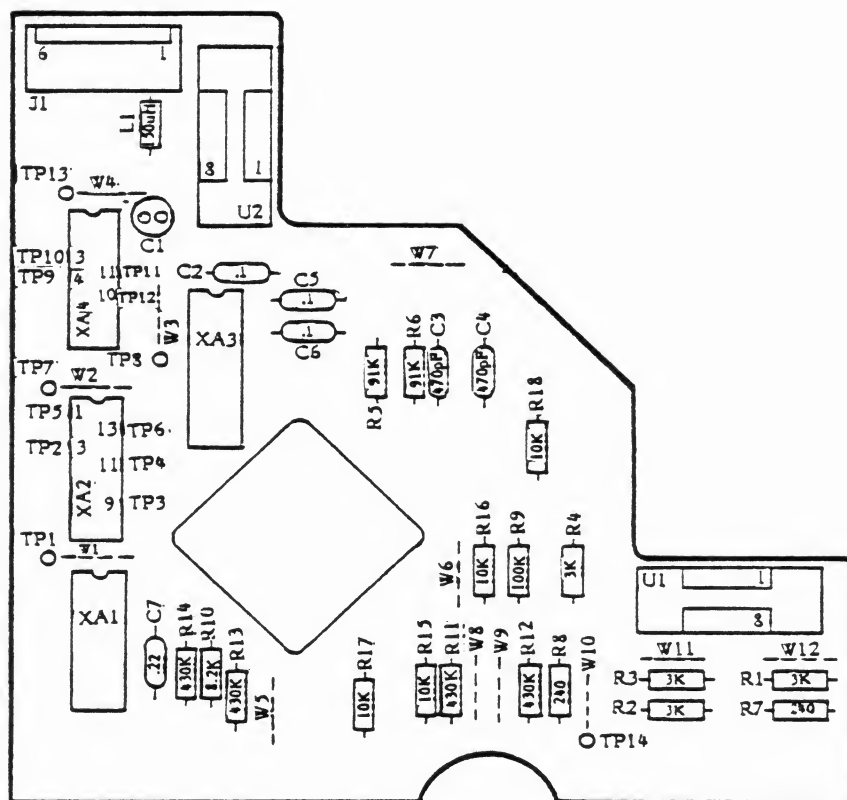 6 1
J1
L1
130uH
8 1
U2
TP13
W4
C1
TP10 3
TP9 4
11 TP11
10 TP12
XA4
W3
TP8
C2 .1
C5
.1
.1
C6
W7
XA3
TP7
W2
TP5 1
13 TP6
TP2 3
11 TP4
XA2
9 TP3
R5 91K
R6 91K
C3 470pF
C4 470pF
R18 10K
TP1
W1
XA1
C7 .22
R14 430K
R10 8.2K
R13 430K
W5
R17 10K
W6
R16 10K
R9 100K
R4 3K
R15 10K
R11 430K
W8
W9
R12 430K
R8 240
W10
TP14
U1 1
8
W11
W12
R3 3K
R1 3K
R2 3K
R7 240